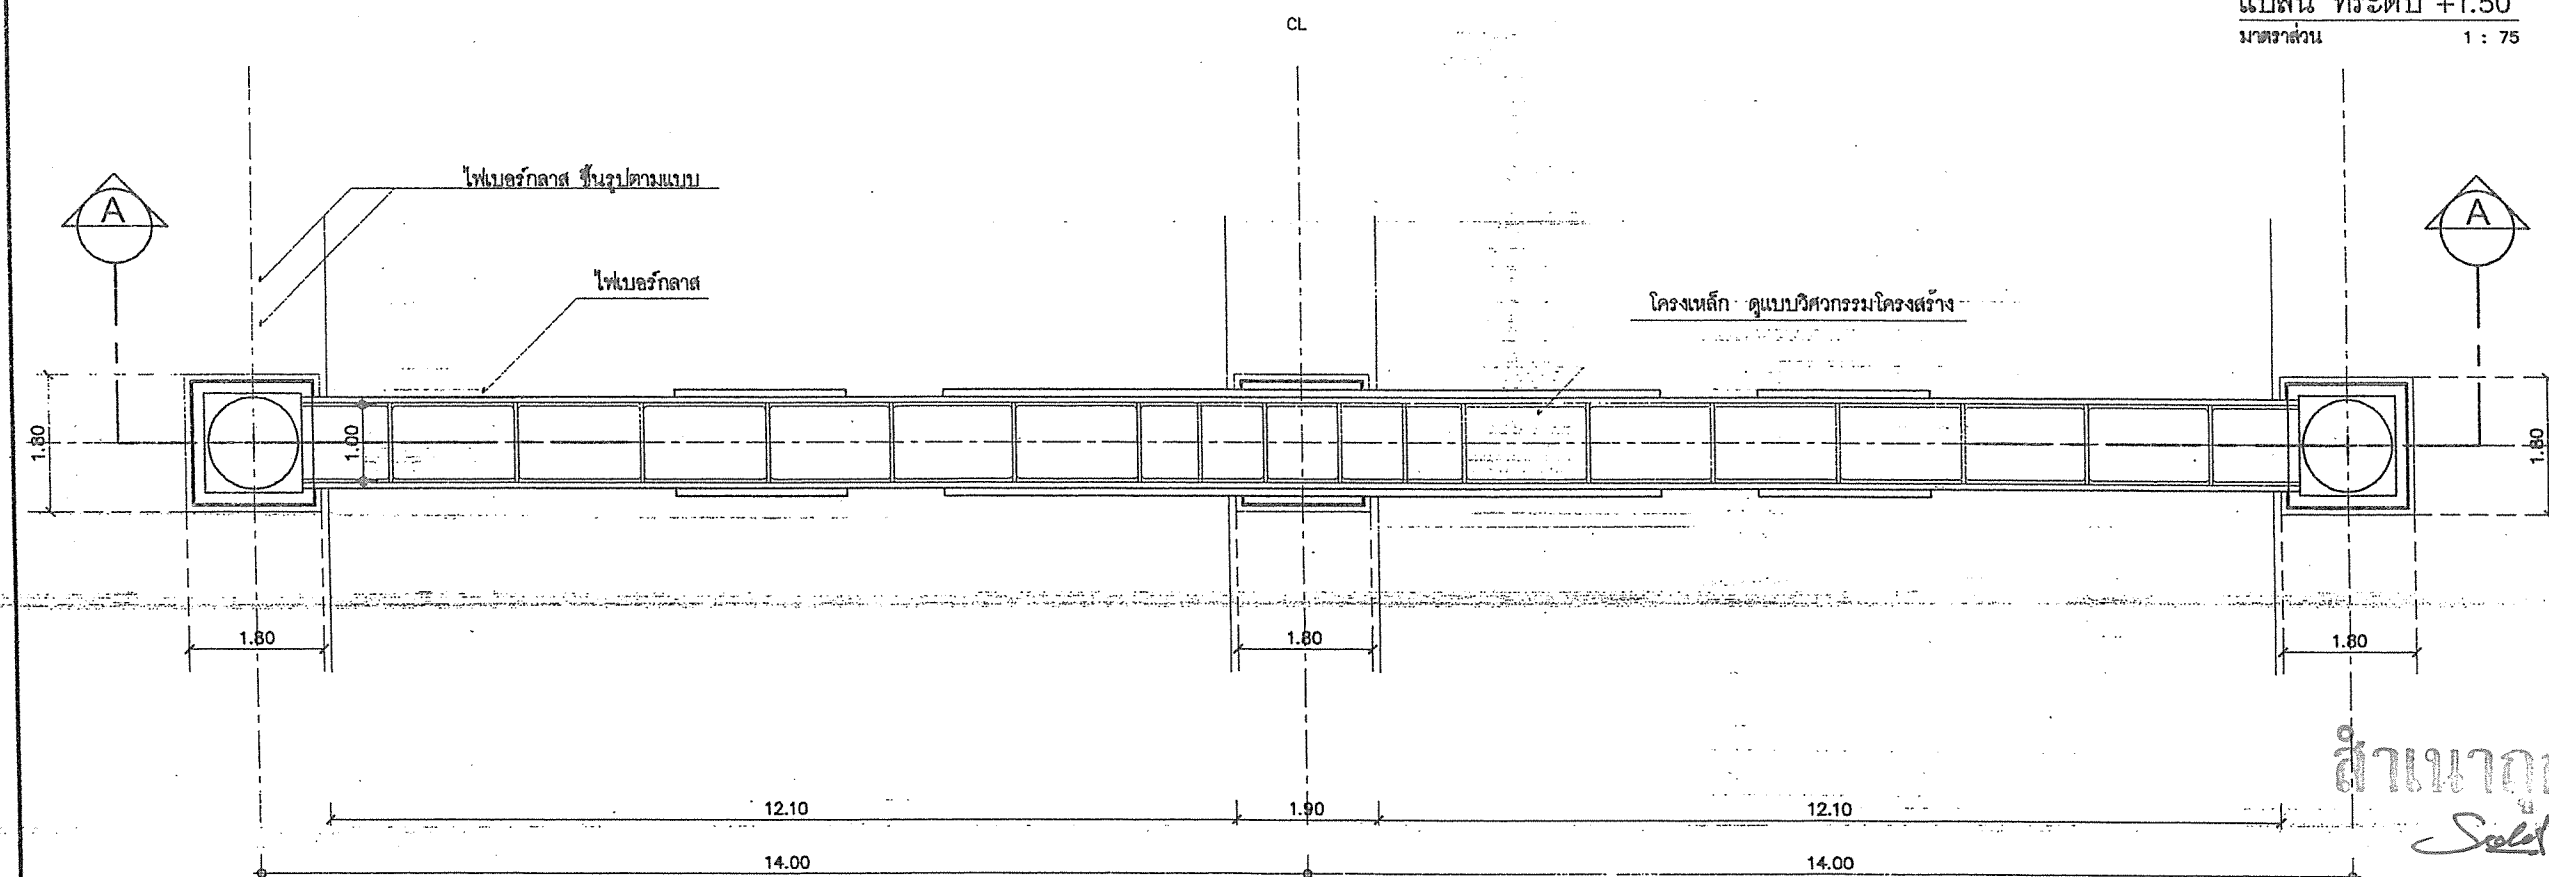 แปลน ที่ระดับ +1.50
มาตราส่วน 1 : 75
CL
A
A
ไฟเบอร์กลาส ขึ้นรูปตามแบบ
ไฟเบอร์กลาส
โครงเหล็ก ดูแบบวิศวกรรมโครงสร้าง
1.80
1.00
1.80
1.80
1.80
1.80
12.10
1.90
12.10
14.00
14.00